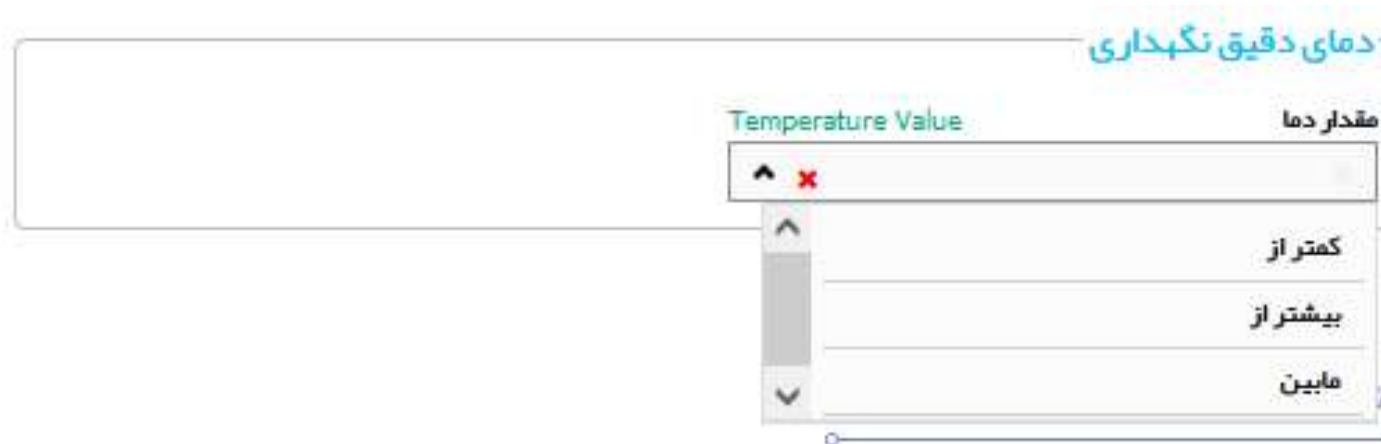 دمای دقیق نگهداری
مقدار دما
Temperature Value
کمتر از
بیشتر از
مابین